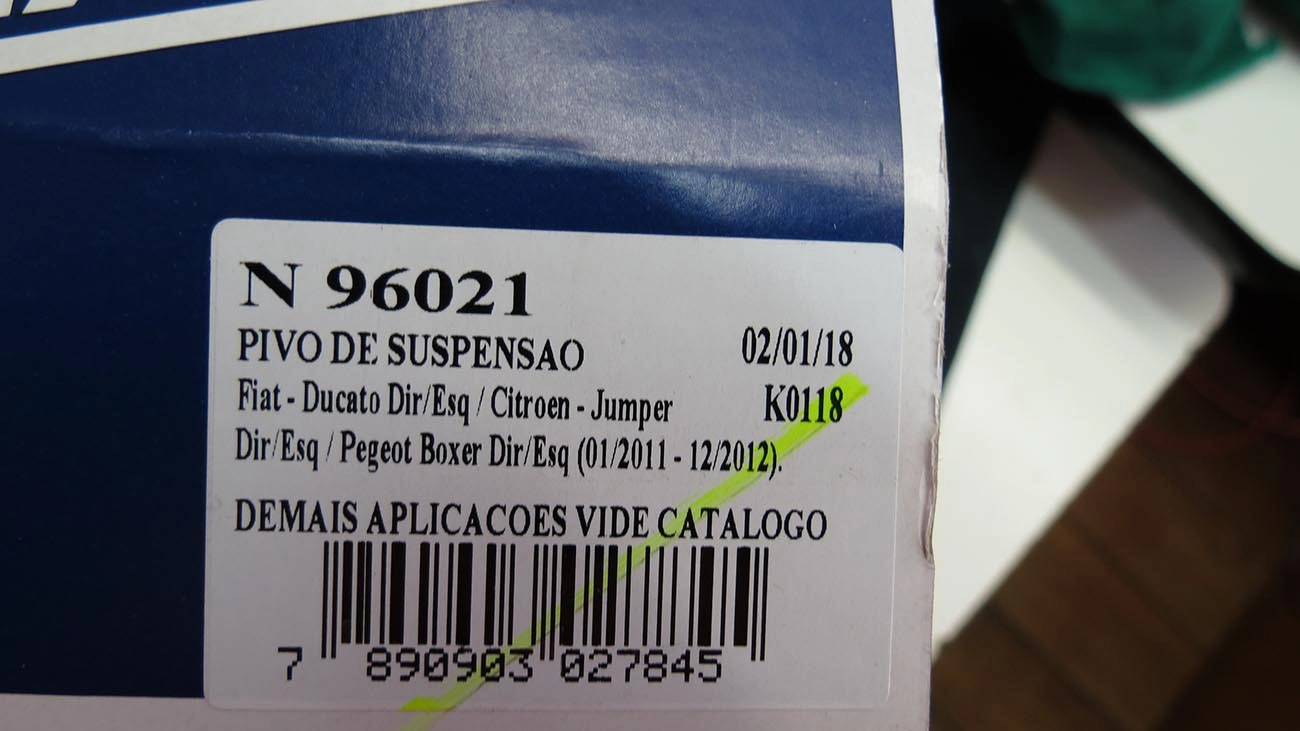 N 96021
PIVO DE SUSPENSAO 02/01/18
Fiat - Ducato Dir/Esq / Citroen - Jumper K0118
Dir/Esq / Pegeot Boxer Dir/Esq (01/2011 - 12/2012).
DEMAIS APLICACOES VIDE CATALOGO
7 890903 027845